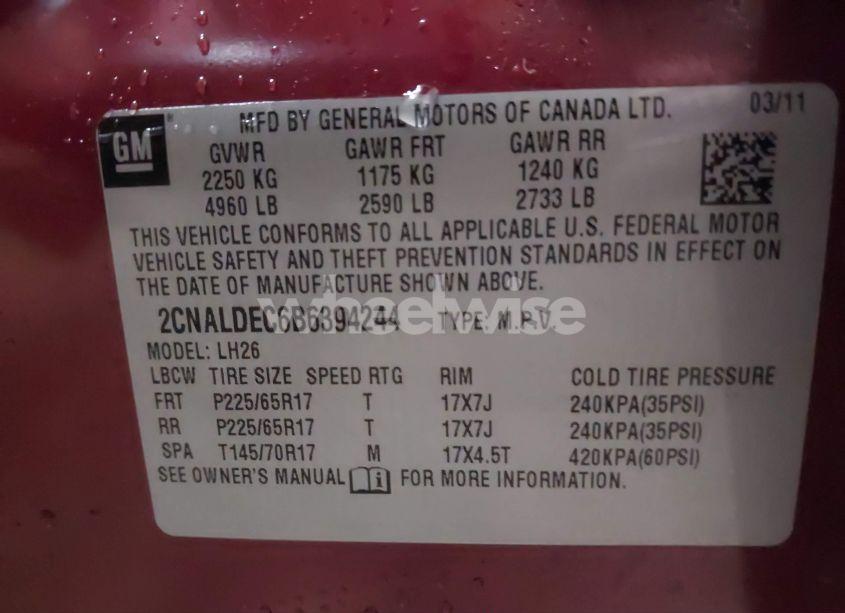 MFD BY GENERAL MOTORS OF CANADA LTD. 03/11
GM
GVWR GAWR FRT GAWR RR
2250 KG 1175 KG 1240 KG
4960 LB 2590 LB 2733 LB
THIS VEHICLE CONFORMS TO ALL APPLICABLE U.S. FEDERAL MOTOR
VEHICLE SAFETY AND THEFT PREVENTION STANDARDS IN EFFECT ON
THE DATE OF MANUFACTURE SHOWN ABOVE.
wheelwise
2CNALDEC6B6394244 TYPE: M.P.V.
MODEL: LH26
LBCW TIRE SIZE SPEED RTG RIM COLD TIRE PRESSURE
FRT P225/65R17 T 17X7J 240KPA(35PSI)
RR P225/65R17 T 17X7J 240KPA(35PSI)
SPA T145/70R17 M 17X4.5T 420KPA(60PSI)
SEE OWNER'S MANUAL i FOR MORE INFORMATION.